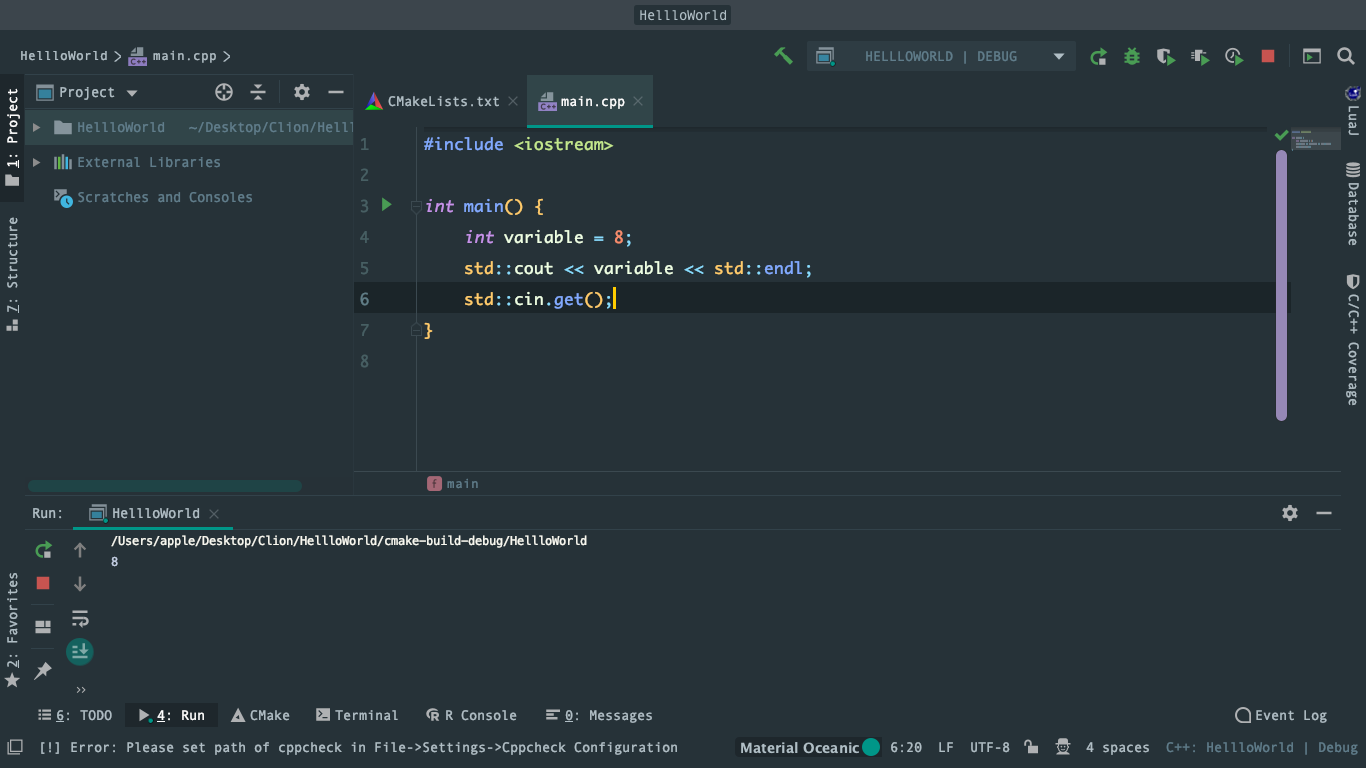 HellloWorld
HellloWorld main.cpp
HELLLOWORLD | DEBUG
1: Project
Z: Structure
2: Favorites
Project
HellloWorld ~/Desktop/Clion/Helll
External Libraries
Scratches and Consoles
CMakeLists.txt
main.cpp
1 #include <iostream>
2
3 int main() {
4 int variable = 8;
5 std::cout << variable << std::endl;
6 std::cin.get();
7 }
8
main
LuaJ
Database
C/C++ Coverage
Run: HellloWorld
/Users/apple/Desktop/Clion/HellloWorld/cmake-build-debug/HellloWorld
8
6: TODO 4: Run CMake Terminal R Console 0: Messages Event Log
[!] Error: Please set path of cppcheck in File->Settings->Cppcheck Configuration Material Oceanic 6:20 LF UTF-8 4 spaces C++: HellloWorld | Debug